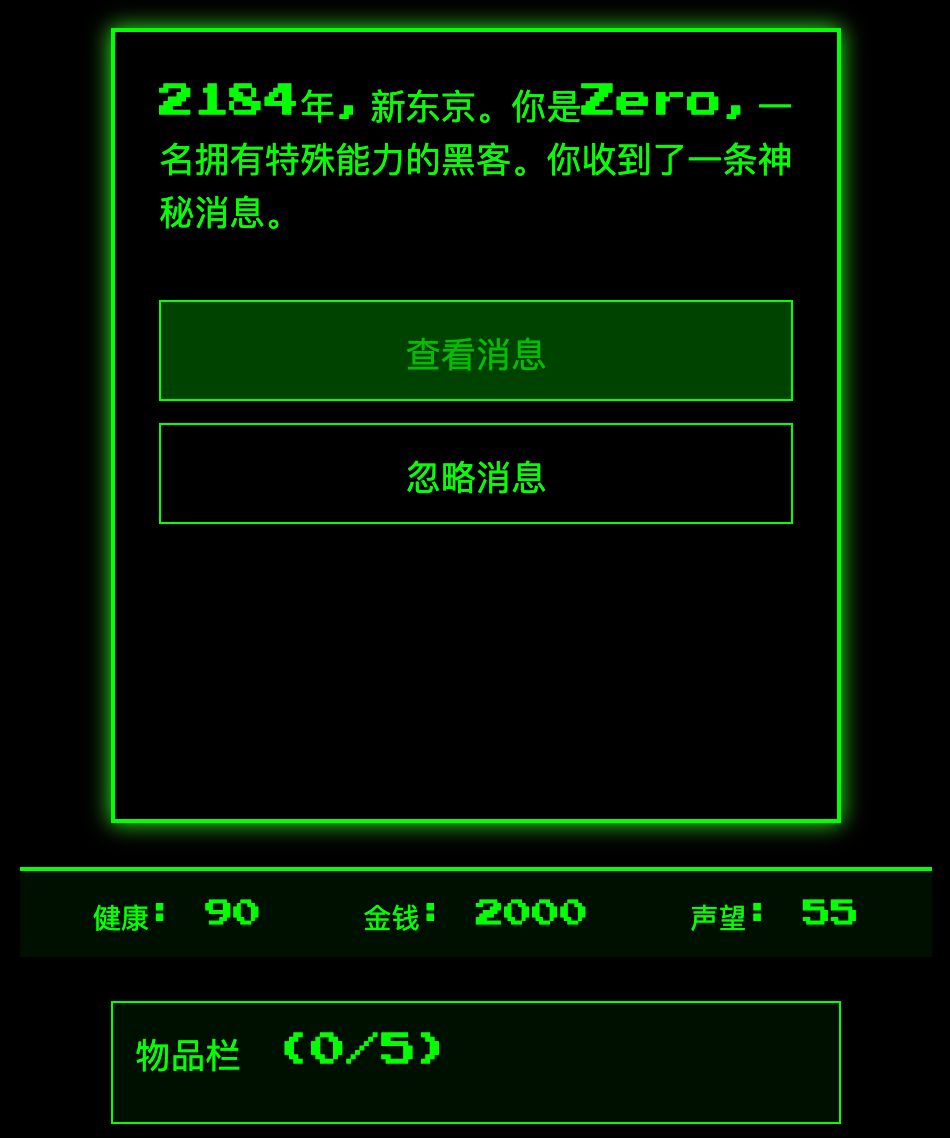 2184年,新东京。你是Zero,一
名拥有特殊能力的黑客。你收到了一条神
秘消息。
查看消息
忽略消息
健康: 90 金钱: 2000 声望: 55
物品栏 (0/5)